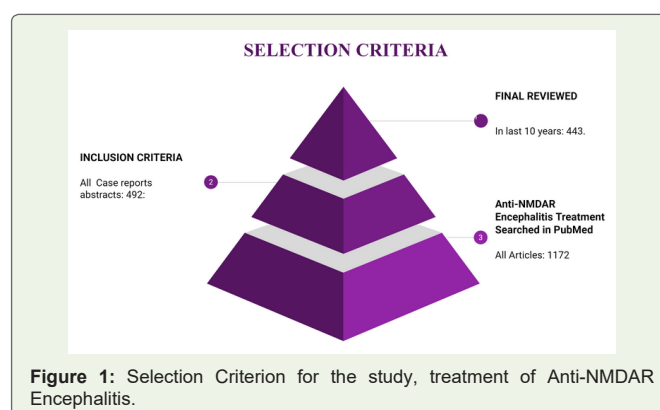 SELECTION CRITERIA
FINAL REVIEWED
In last 10 years: 443.
INCLUSION CRITERIA
All Case reports
abstracts: 492:
2
Anti-NMDAR
Encephalitis Treatment
Searched in PubMed
3
All Articles: 1172
Figure 1: Selection Criterion for the study, treatment of Anti-NMDAR
Encephalitis.